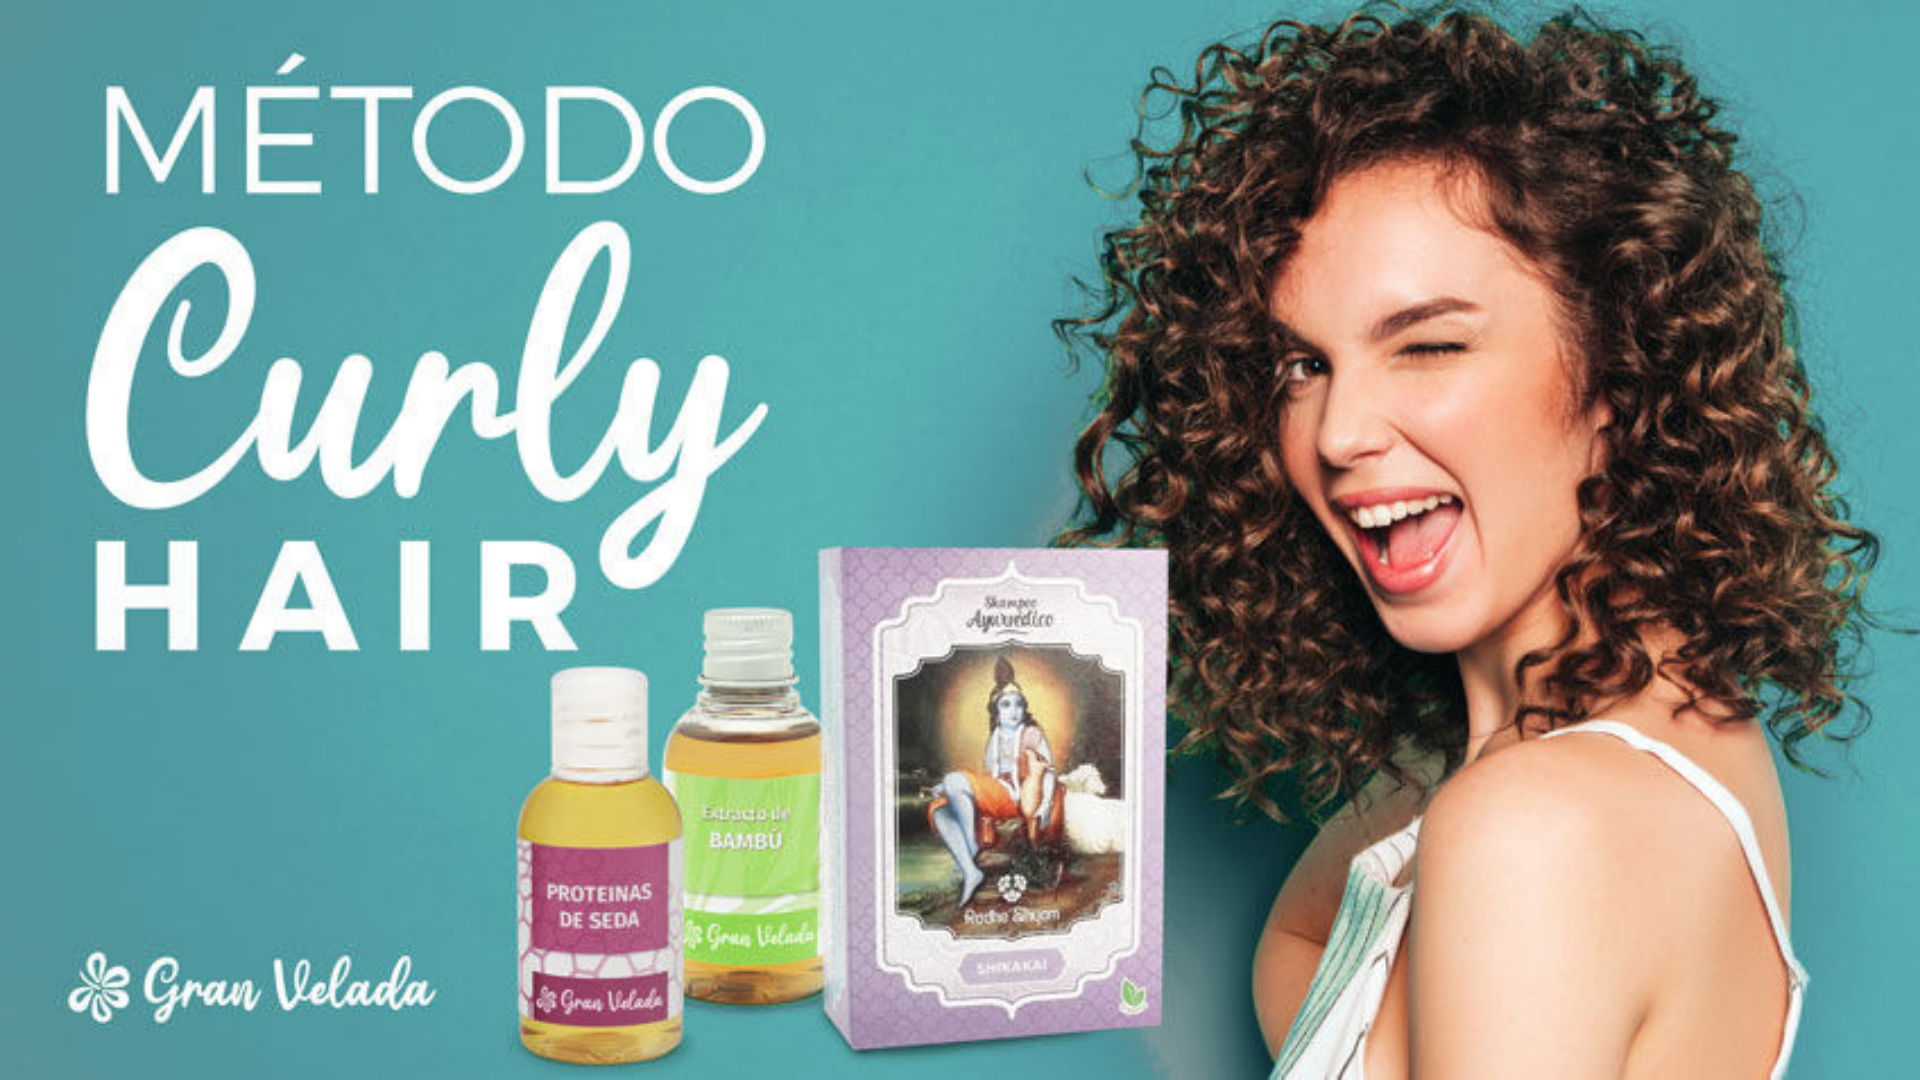 MÉTODO
Curly
HAIR
Gran Velada
PROTEINAS
DE SEDA
Gran Velada
Extracto de
BAMBÚ
Gran Velada
Shampoo
Ayurvédico
Radhe Shyam
SHIKAKAI